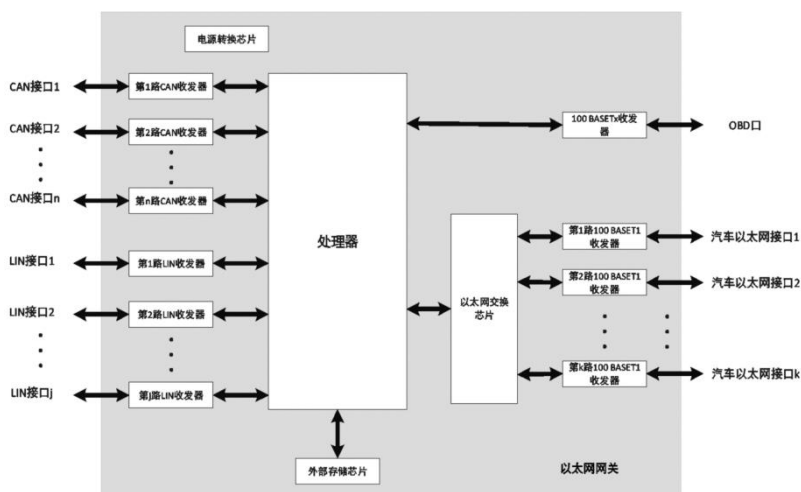 电源转换芯片
CAN接口1
第1路CAN收发器
CAN接口2
第2路CAN收发器
CAN接口n
第n路CAN收发器
LIN接口1
第1路LIN收发器
LIN接口2
第2路LIN收发器
LIN接口j
第j路LIN收发器
处理器
外部存储芯片
100 BASETx收发
器
OBD口
以太网交换
芯片
第1路100 BASET1
收发器
汽车以太网接口1
第2路100 BASET1
收发器
汽车以太网接口2
第k路100 BASET1
收发器
汽车以太网接口k
以太网网关